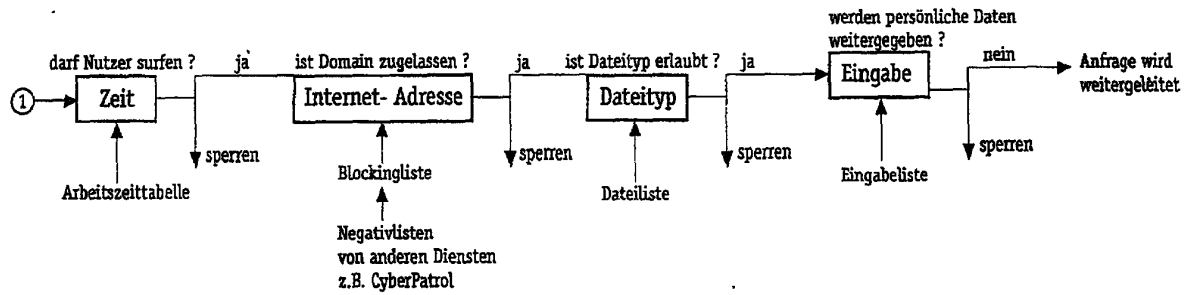 werden persönliche Daten
weitergegeben ?
darf Nutzer surfen ?
ja
ist Domain zugelassen ?
ja
ist Dateityp erlaubt ?
ja
nein
1
Zeit
Internet- Adresse
Dateityp
Eingabe
Anfrage wird
weitergeleitet
sperren
sperren
sperren
sperren
Arbeitszeittabelle
Blockingliste
Dateiliste
Eingabeliste
Negativlisten
von anderen Diensten
z.B. CyberPatrol